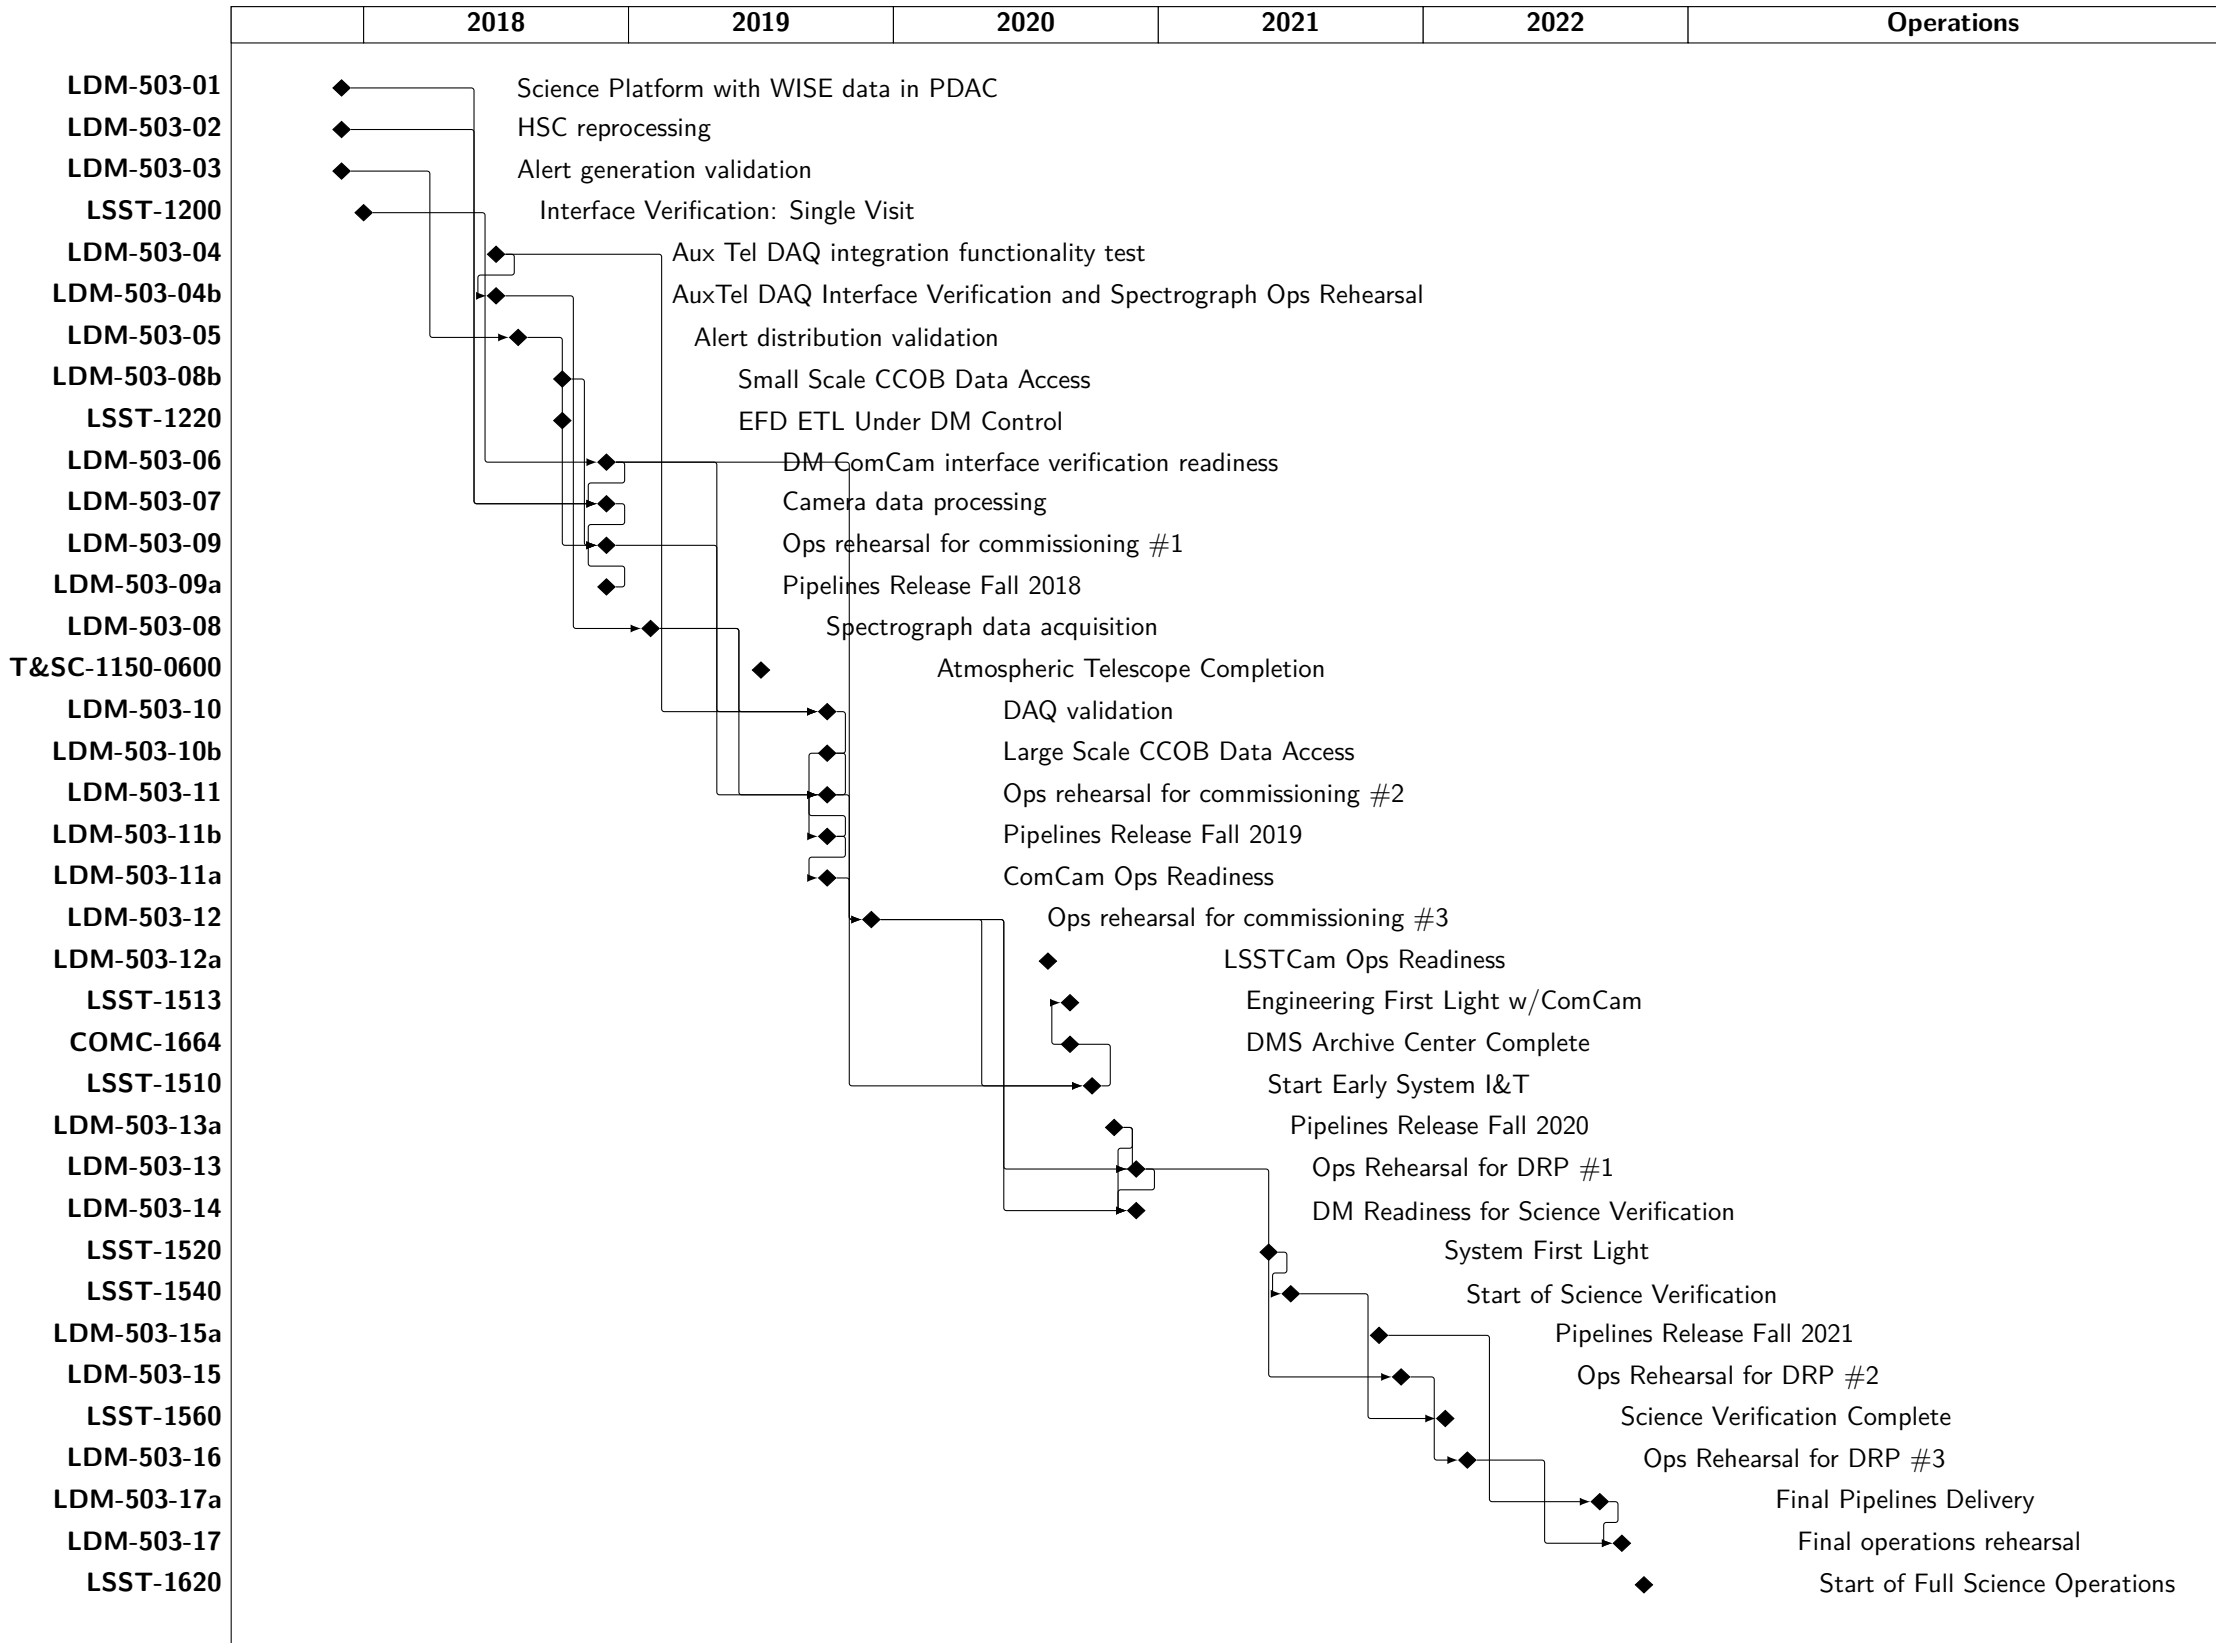 2018 2019 2020 2021 2022 Operations
LDM-503-01 Science Platform with WISE data in PDAC
LDM-503-02 HSC reprocessing
LDM-503-03 Alert generation validation
LSST-1200 Interface Verification: Single Visit
LDM-503-04 Aux Tel DAQ integration functionality test
LDM-503-04b AuxTel DAQ Interface Verification and Spectrograph Ops Rehearsal
LDM-503-05 Alert distribution validation
LDM-503-08b Small Scale CCOB Data Access
LSST-1220 EFD ETL Under DM Control
LDM-503-06 DM ComCam interface verification readiness
LDM-503-07 Camera data processing
LDM-503-09 Ops rehearsal for commissioning #1
LDM-503-09a Pipelines Release Fall 2018
LDM-503-08 Spectrograph data acquisition
T&SC-1150-0600 Atmospheric Telescope Completion
LDM-503-10 DAQ validation
LDM-503-10b Large Scale CCOB Data Access
LDM-503-11 Ops rehearsal for commissioning #2
LDM-503-11b Pipelines Release Fall 2019
LDM-503-11a ComCam Ops Readiness
LDM-503-12 Ops rehearsal for commissioning #3
LDM-503-12a LSSTCam Ops Readiness
LSST-1513 Engineering First Light w/ComCam
COMC-1664 DMS Archive Center Complete
LSST-1510 Start Early System I&T
LDM-503-13a Pipelines Release Fall 2020
LDM-503-13 Ops Rehearsal for DRP #1
LDM-503-14 DM Readiness for Science Verification
LSST-1520 System First Light
LSST-1540 Start of Science Verification
LDM-503-15a Pipelines Release Fall 2021
LDM-503-15 Ops Rehearsal for DRP #2
LSST-1560 Science Verification Complete
LDM-503-16 Ops Rehearsal for DRP #3
LDM-503-17a Final Pipelines Delivery
LDM-503-17 Final operations rehearsal
LSST-1620 Start of Full Science Operations